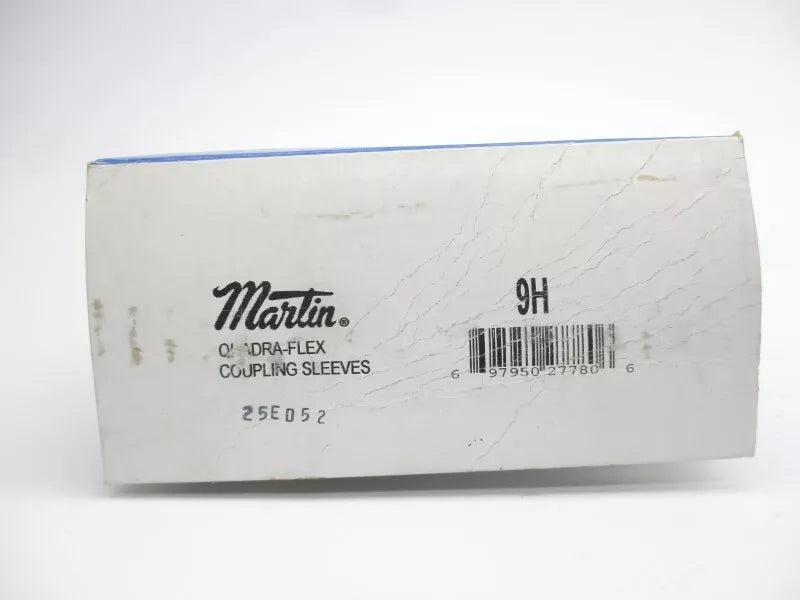 Martin®
QUADRA-FLEX
COUPLING SLEEVES
25E052
9H
6 97950 27780 6